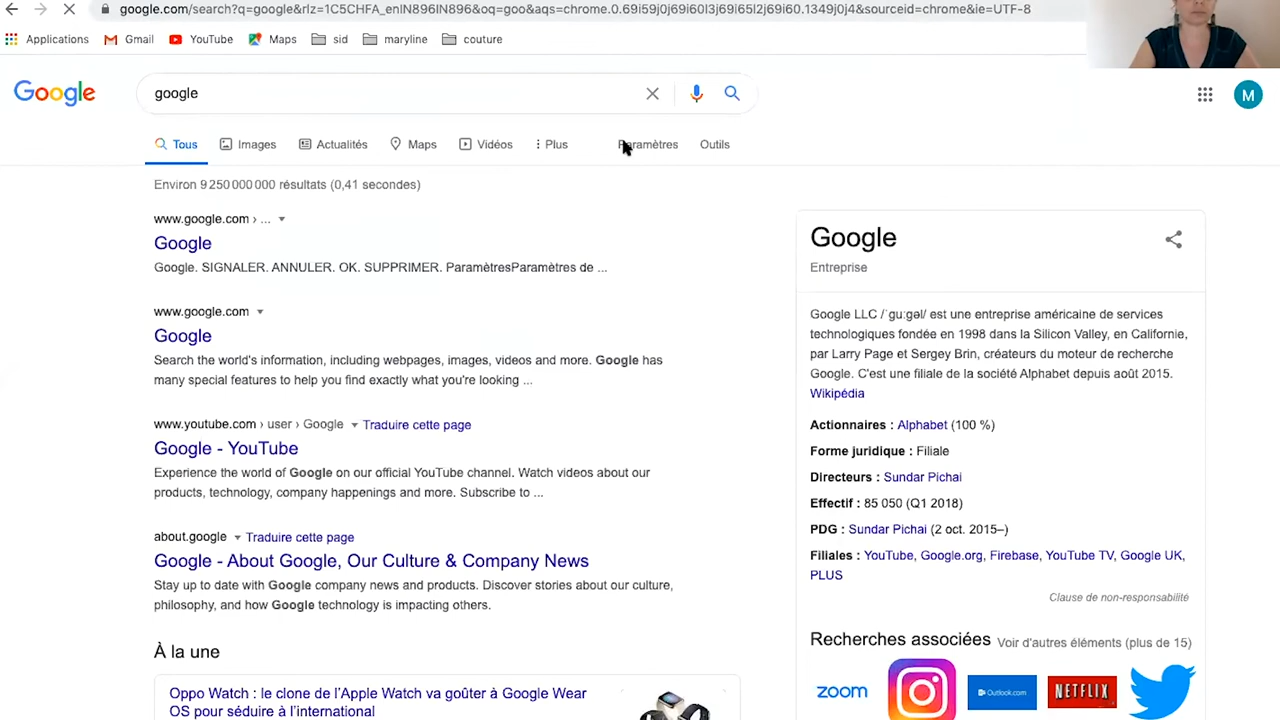 google.com/search?q=google&rlz=1C5CHFA_enIN896IN896&oq=goo&aqs=chrome.0.69i59j0j69i60l3j69i65l2j69i60.1349j0j4&sourceid=chrome&ie=UTF-8
Applications Gmail YouTube Maps sid maryline couture
Google google M
Tous Images Actualités Maps Vidéos Plus Paramètres Outils
Environ 9 250 000 000 résultats (0,41 secondes)
www.google.com › ...
Google
Google. SIGNALER. ANNULER. OK. SUPPRIMER. ParamètresParamètres de ...
www.google.com
Google
Search the world's information, including webpages, images, videos and more. Google has
many special features to help you find exactly what you're looking ...
www.youtube.com › user › Google Traduire cette page
Google - YouTube
Experience the world of Google on our official YouTube channel. Watch videos about our
products, technology, company happenings and more. Subscribe to ...
about.google Traduire cette page
Google - About Google, Our Culture & Company News
Stay up to date with Google company news and products. Discover stories about our culture,
philosophy, and how Google technology is impacting others.
À la une
Oppo Watch : le clone de l'Apple Watch va goûter à Google Wear
OS pour séduire à l'international
Google
Entreprise
Google LLC /ˈguːgəl/ est une entreprise américaine de services
technologiques fondée en 1998 dans la Silicon Valley, en Californie,
par Larry Page et Sergey Brin, créateurs du moteur de recherche
Google. C'est une filiale de la société Alphabet depuis août 2015.
Wikipédia
Actionnaires : Alphabet (100 %)
Forme juridique : Filiale
Directeurs : Sundar Pichai
Effectif : 85 050 (Q1 2018)
PDG : Sundar Pichai (2 oct. 2015–)
Filiales : YouTube, Google.org, Firebase, YouTube TV, Google UK,
PLUS
Clause de non-responsabilité
Recherches associées Voir d'autres éléments (plus de 15)
zoom Outlook.com NETFLIX